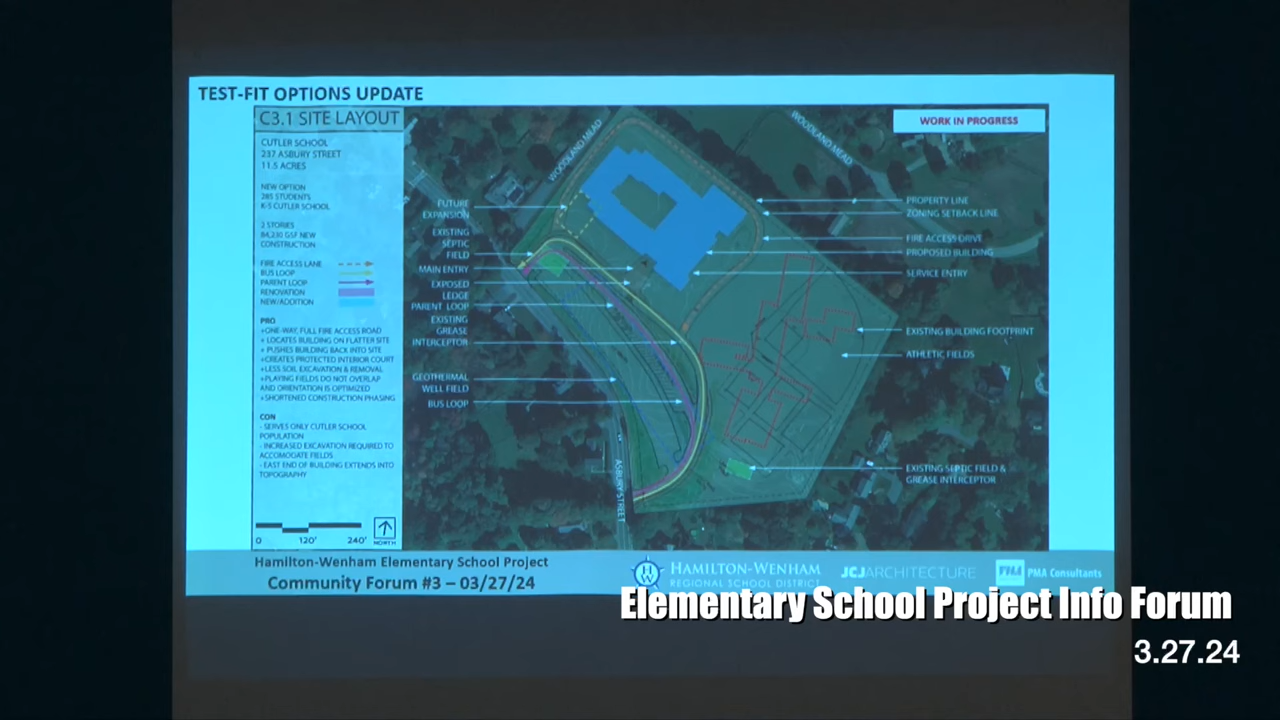 TEST-FIT OPTIONS UPDATE
C3.1 SITE LAYOUT
CUTLER SCHOOL
237 ASBURY STREET
11.5 ACRES
NEW OPTION
285 STUDENTS
K-5 CUTLER SCHOOL
2 STORIES
84,230 GSF NEW
CONSTRUCTION
FIRE ACCESS LANE
BUS LOOP
PARENT LOOP
RENOVATION
NEW/ADDITION
PRO
+ONE-WAY, FULL FIRE ACCESS ROAD
+ LOCATES BUILDING ON FLATTER SITE
+ PUSHES BUILDING BACK INTO SITE
+CREATES PROTECTED INTERIOR COURT
+LESS SOIL EXCAVATION & REMOVAL
+PLAYING FIELDS DO NOT OVERLAP
AND ORIENTATION IS OPTIMIZED
+SHORTENED CONSTRUCTION PHASING
CON
- SERVES ONLY CUTLER SCHOOL
POPULATION
- INCREASED EXCAVATION REQUIRED TO
ACCOMOGATE FIELDS
- EAST END OF BUILDING EXTENDS INTO
TOPOGRAPHY
0 120' 240'
NORTH
WORK IN PROGRESS
WOODLAND MEAD
WOODLAND MEAD
FUTURE
EXPANSION
EXISTING
SEPTIC
FIELD
MAIN ENTRY
EXPOSED
LEDGE
PARENT LOOP
EXISTING
GREASE
INTERCEPTOR
GEOTHERMAL
WELL FIELD
BUS LOOP
ASBURY STREET
PROPERTY LINE
ZONING SETBACK LINE
FIRE ACCESS DRIVE
PROPOSED BUILDING
SERVICE ENTRY
EXISTING BUILDING FOOTPRINT
ATHLETIC FIELDS
EXISTING SEPTIC FIELD &
GREASE INTERCEPTOR
Hamilton-Wenham Elementary School Project
Community Forum #3 – 03/27/24
HW
HAMILTON-WENHAM
REGIONAL SCHOOL DISTRICT
JCJARCHITECTURE
PMA PMA Consultants
Elementary School Project Info Forum
3.27.24